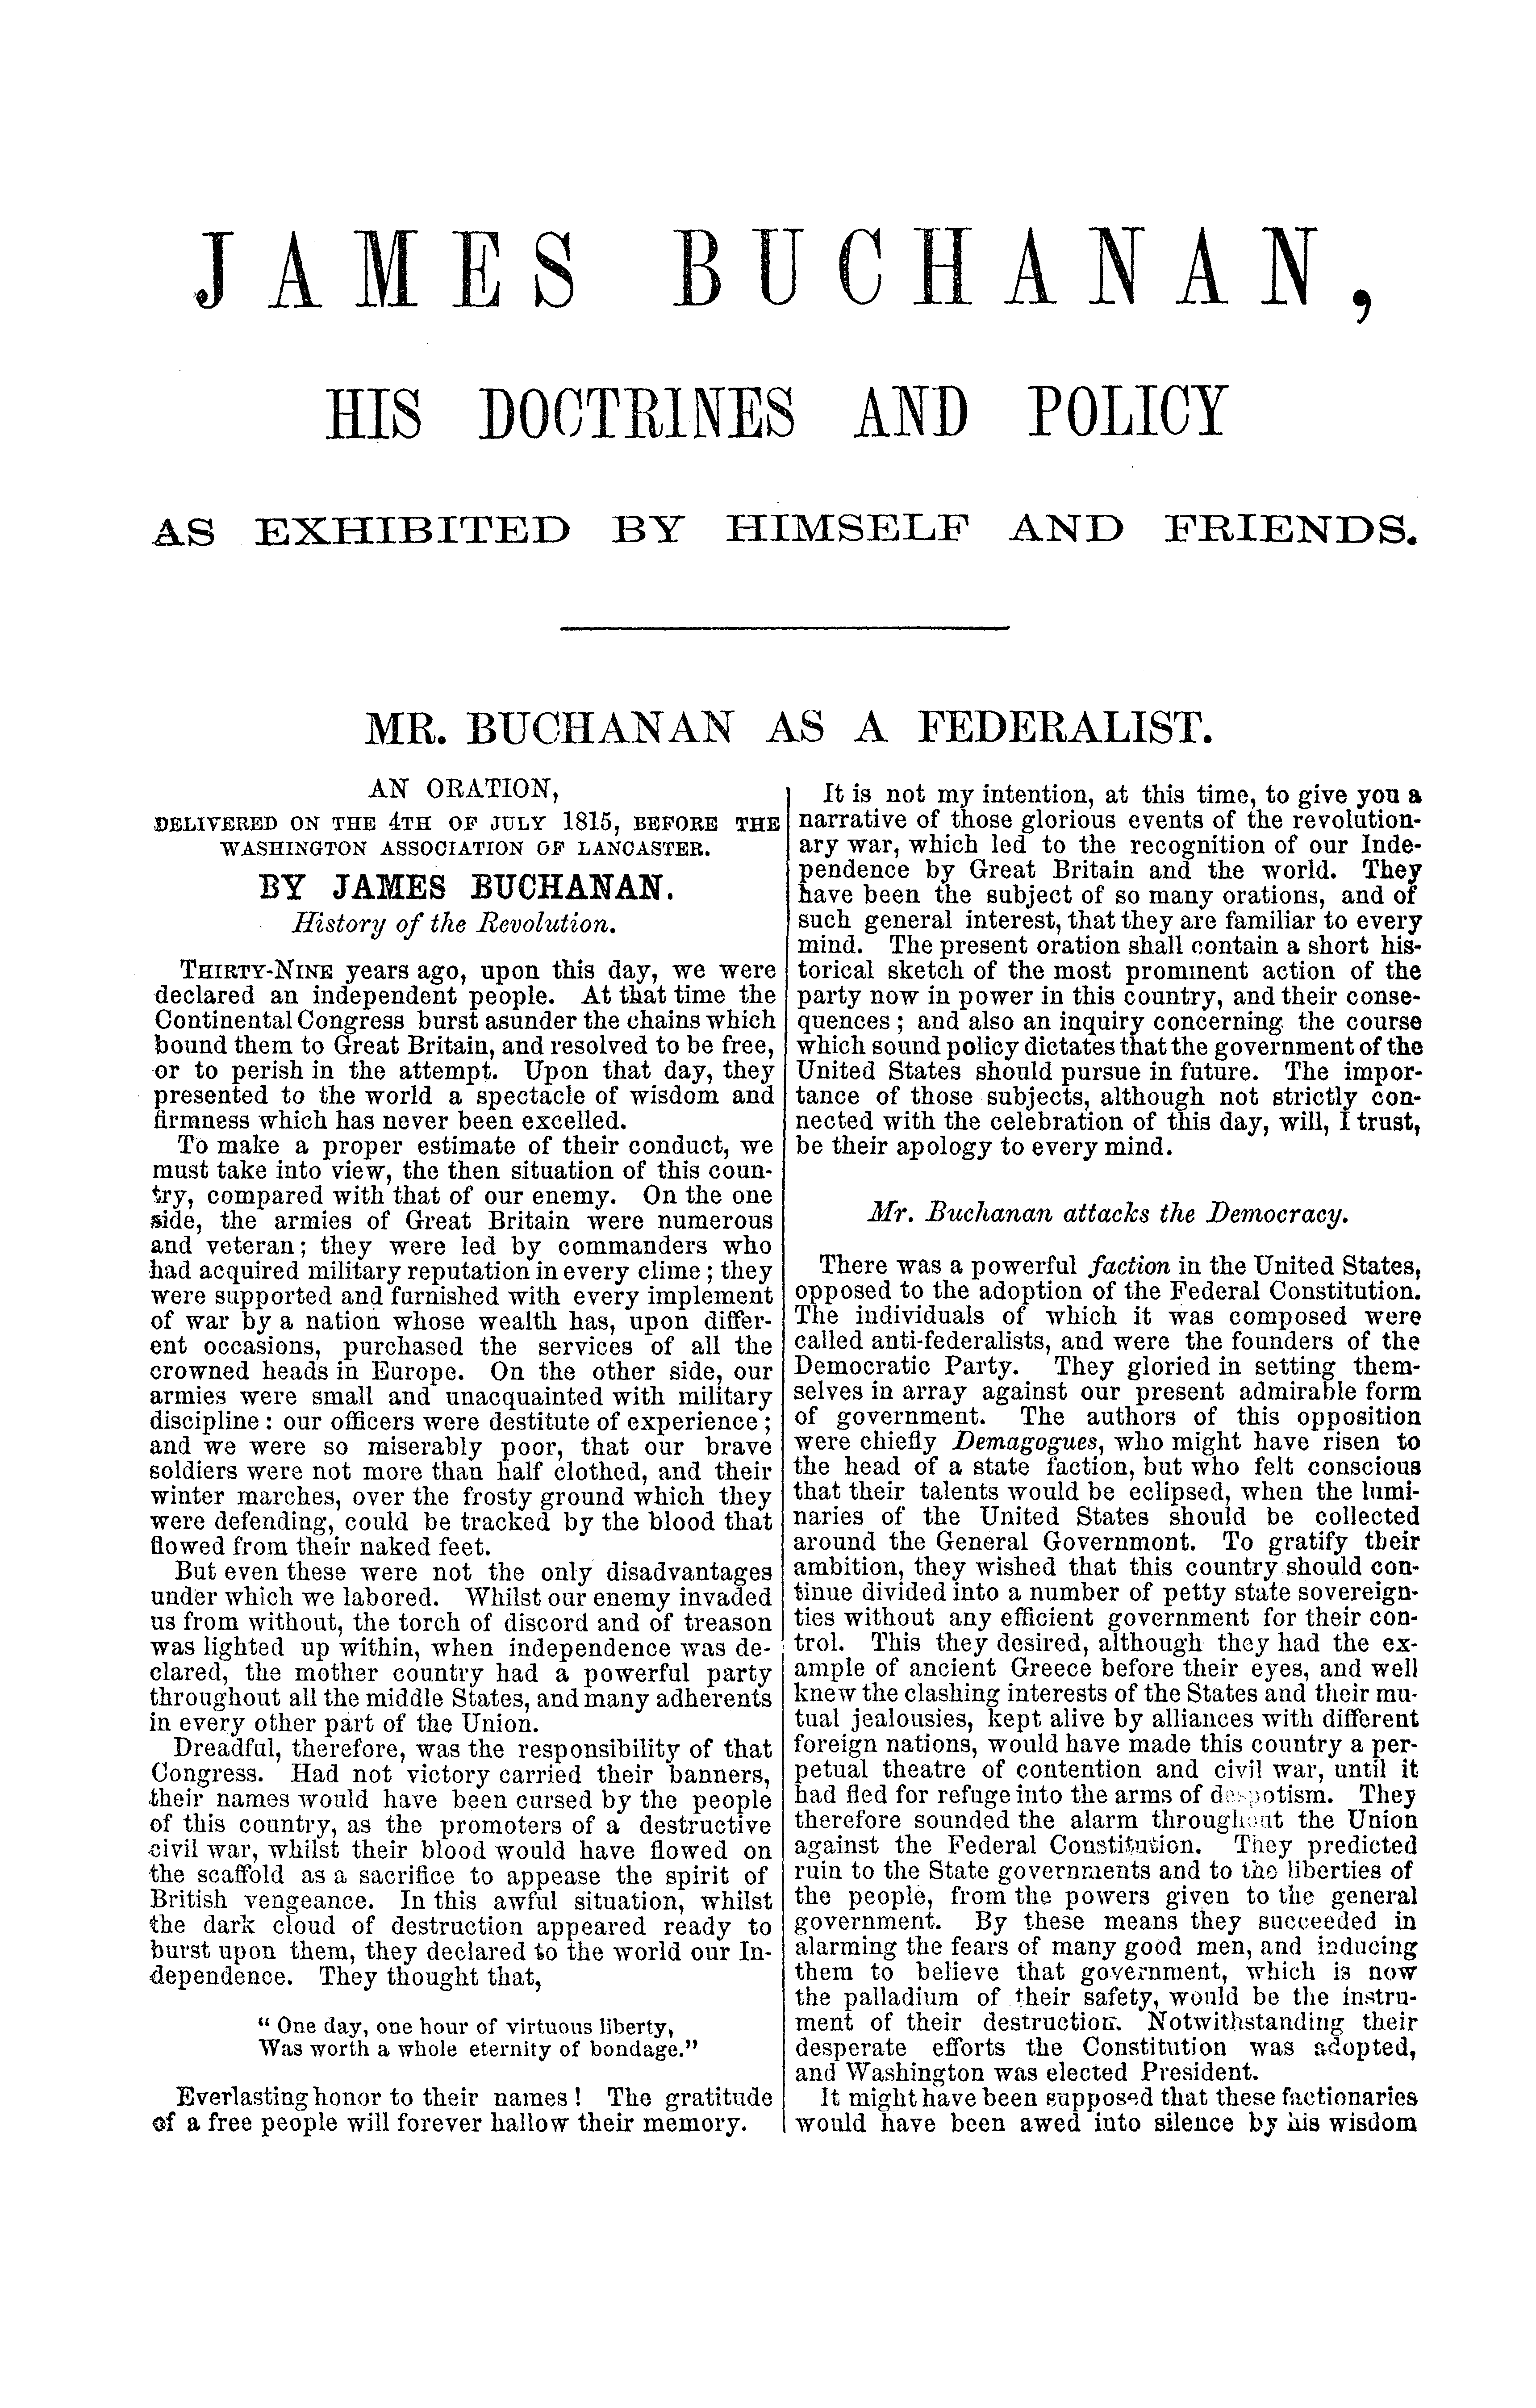 JAMES BUCHANAN,
HIS DOCTRINES AND POLICY
AS EXHIBITED BY HIMSELF AND FRIENDS.
MR. BUCHANAN AS A FEDERALIST.
AN ORATION,
DELIVERED ON THE 4TH OF JULY 1815, BEFORE THE
WASHINGTON ASSOCIATION OF LANCASTER.
BY JAMES BUCHANAN.
History of the Revolution.
THIRTY-NINE years ago, upon this day, we were
declared an independent people. At that time the
Continental Congress burst asunder the chains which
bound them to Great Britain, and resolved to be free,
or to perish in the attempt. Upon that day, they
presented to the world a spectacle of wisdom and
firmness which has never been excelled.
To make a proper estimate of their conduct, we
must take into view, the then situation of this coun-
try, compared with that of our enemy. On the one
side, the armies of Great Britain were numerous
and veteran; they were led by commanders who
had acquired military reputation in every clime; they
were supported and furnished with every implement
of war by a nation whose wealth has, upon differ-
ent occasions, purchased the services of all the
crowned heads in Europe. On the other side, our
armies were small and unacquainted with military
discipline: our officers were destitute of experience;
and we were so miserably poor, that our brave
soldiers were not more than half clothed, and their
winter marches, over the frosty ground which they
were defending, could be tracked by the blood that
flowed from their naked feet.
But even these were not the only disadvantages
under which we labored. Whilst our enemy invaded
us from without, the torch of discord and of treason
was lighted up within, when independence was de-
clared, the mother country had a powerful party
throughout all the middle States, and many adherents
in every other part of the Union.
Dreadful, therefore, was the responsibility of that
Congress. Had not victory carried their banners,
their names would have been cursed by the people
of this country, as the promoters of a destructive
civil war, whilst their blood would have flowed on
the scaffold as a sacrifice to appease the spirit of
British vengeance. In this awful situation, whilst
the dark cloud of destruction appeared ready to
burst upon them, they declared to the world our In-
dependence. They thought that,
"One day, one hour of virtuous liberty,
Was worth a whole eternity of bondage."
Everlasting honor to their names! The gratitude
of a free people will forever hallow their memory.
It is not my intention, at this time, to give you a
narrative of those glorious events of the revolution-
ary war, which led to the recognition of our Inde-
pendence by Great Britain and the world. They
have been the subject of so many orations, and of
such general interest, that they are familiar to every
mind. The present oration shall contain a short his-
torical sketch of the most prominent action of the
party now in power in this country, and their conse-
quences; and also an inquiry concerning the course
which sound policy dictates that the government of the
United States should pursue in future. The impor-
tance of those subjects, although not strictly con-
nected with the celebration of this day, will, I trust,
be their apology to every mind.
Mr. Buchanan attacks the Democracy.
There was a powerful faction in the United States,
opposed to the adoption of the Federal Constitution.
The individuals of which it was composed were
called anti-federalists, and were the founders of the
Democratic Party. They gloried in setting them-
selves in array against our present admirable form
of government. The authors of this opposition
were chiefly Demagogues, who might have risen to
the head of a state faction, but who felt conscious
that their talents would be eclipsed, when the lumi-
naries of the United States should be collected
around the General Government. To gratify their
ambition, they wished that this country should con-
tinue divided into a number of petty state sovereign-
ties without any efficient government for their con-
trol. This they desired, although they had the ex-
ample of ancient Greece before their eyes, and well
knew the clashing interests of the States and their mu-
tual jealousies, kept alive by alliances with different
foreign nations, would have made this country a per-
petual theatre of contention and civil war, until it
had fled for refuge into the arms of despotism. They
therefore sounded the alarm throughout the Union
against the Federal Constitution. They predicted
ruin to the State governments and to the liberties of
the people, from the powers given to the general
government. By these means they succeeded in
alarming the fears of many good men, and inducing
them to believe that government, which is now
the palladium of their safety, would be the instru-
ment of their destruction. Notwithstanding their
desperate efforts the Constitution was adopted,
and Washington was elected President.
It might have been supposed that these factionaries
would have been awed into silence by his wisdom